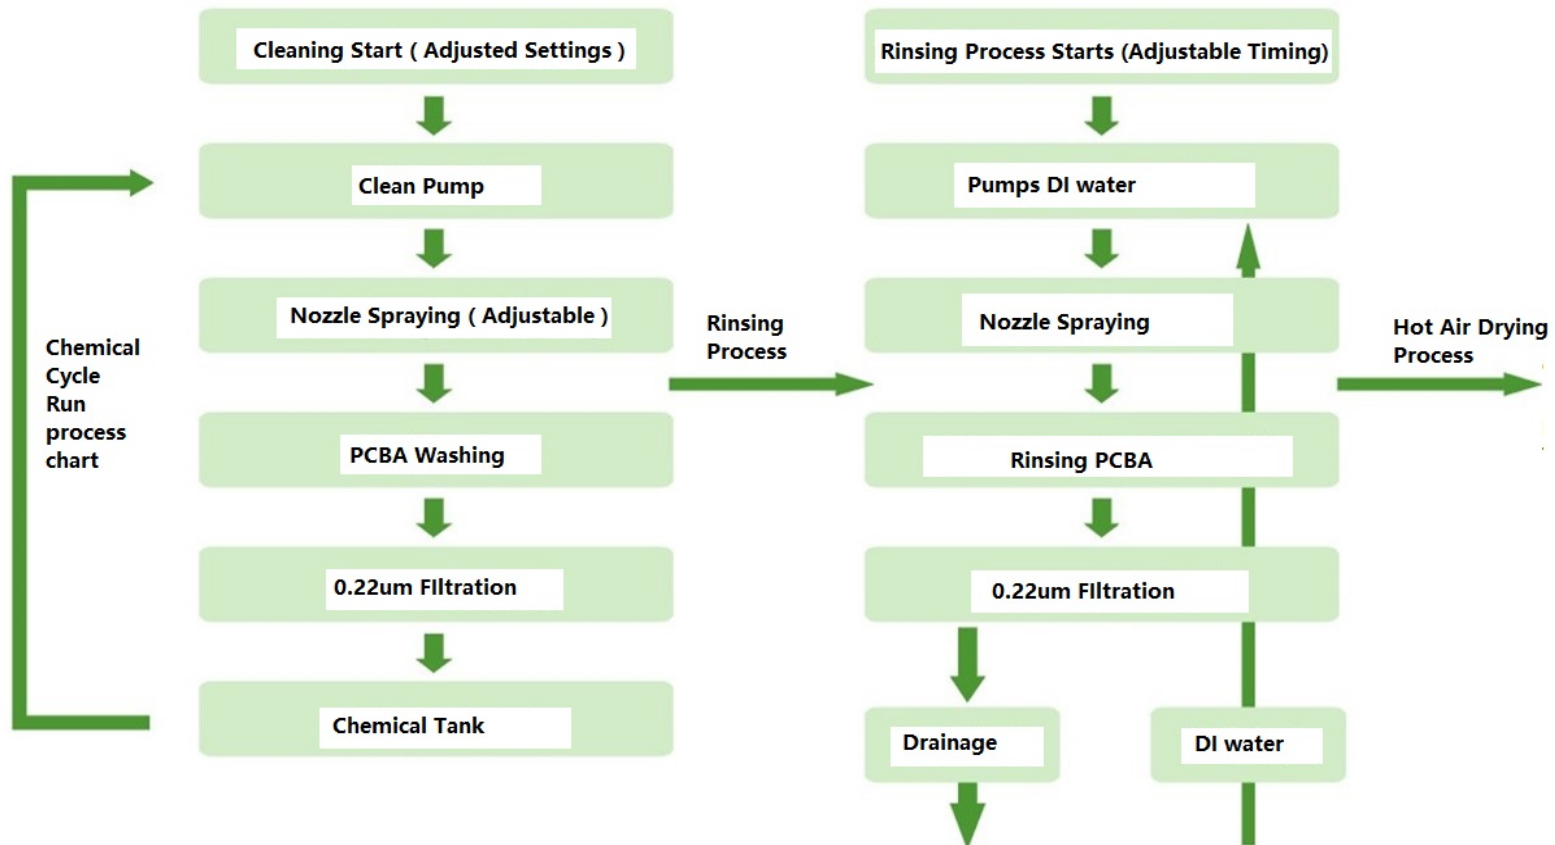 Cleaning Start ( Adjusted Settings )
Clean Pump
Nozzle Spraying ( Adjustable )
PCBA Washing
0.22um FIltration
Chemical Tank
Chemical
Cycle
Run
process
chart
Rinsing
Process
Rinsing Process Starts (Adjustable Timing)
Pumps DI water
Nozzle Spraying
Rinsing PCBA
0.22um FIltration
Drainage
DI water
Hot Air Drying
Process